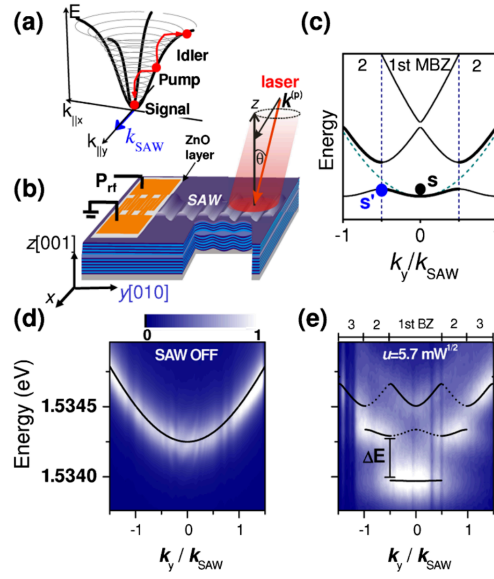 (a)
E
Idler
Pump
Signal
k||x
k||y
kSAW
ZnO
layer
laser
k(p)
z
θ
(b)
Prf
SAW
z[001]
x
y[010]
(c)
2
1st MBZ
2
Energy
s'
s
-1
0
1
ky/kSAW
(d)
0
1
SAW OFF
Energy (eV)
1.5345
1.5340
-1
0
1
ky / kSAW
(e)
3
2
1st BZ
2
3
u=5.7 mW1/2
ΔE
-1
0
1
ky / kSAW